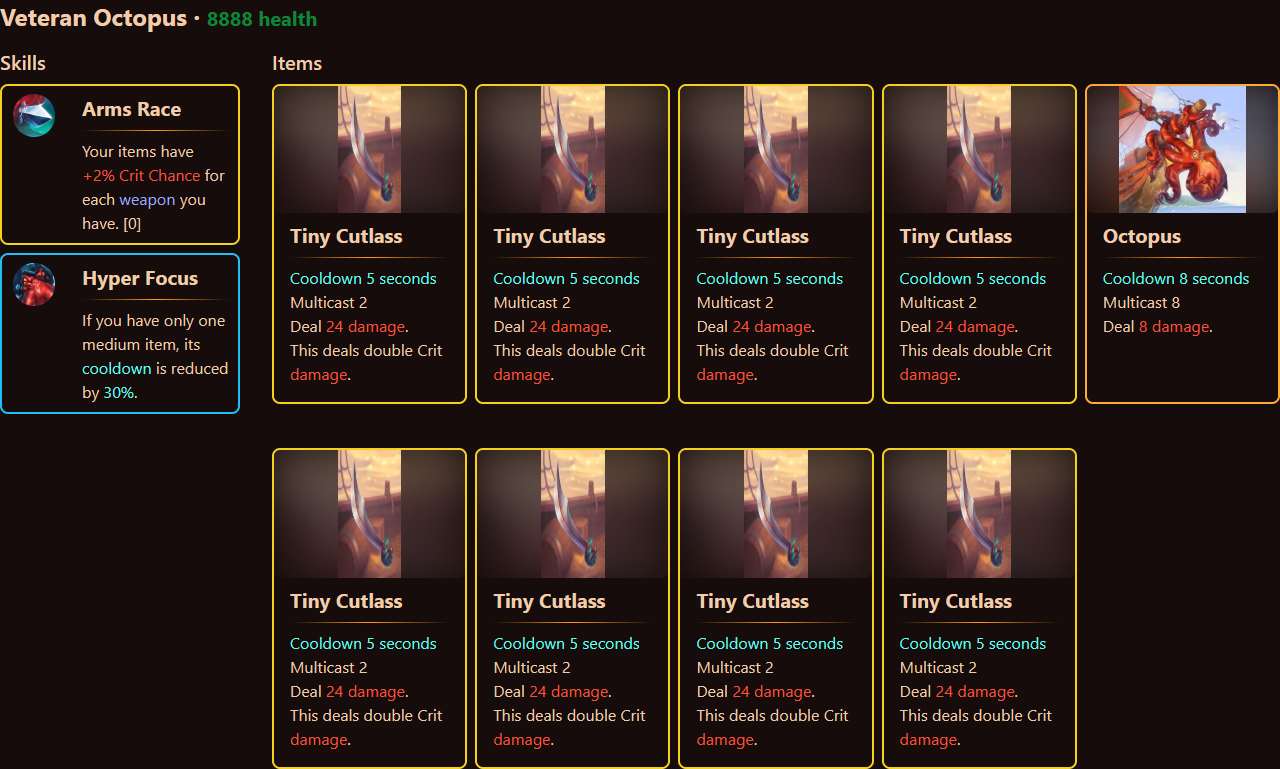 Veteran Octopus · 8888 health
Skills
Arms Race
Your items have
+2% Crit Chance for
each weapon you
have. [0]
Hyper Focus
If you have only one
medium item, its
cooldown is reduced
by 30%.
Items
Tiny Cutlass
Cooldown 5 seconds
Multicast 2
Deal 24 damage.
This deals double Crit
damage.
Tiny Cutlass
Cooldown 5 seconds
Multicast 2
Deal 24 damage.
This deals double Crit
damage.
Tiny Cutlass
Cooldown 5 seconds
Multicast 2
Deal 24 damage.
This deals double Crit
damage.
Tiny Cutlass
Cooldown 5 seconds
Multicast 2
Deal 24 damage.
This deals double Crit
damage.
Octopus
Cooldown 8 seconds
Multicast 8
Deal 8 damage.
Tiny Cutlass
Cooldown 5 seconds
Multicast 2
Deal 24 damage.
This deals double Crit
damage.
Tiny Cutlass
Cooldown 5 seconds
Multicast 2
Deal 24 damage.
This deals double Crit
damage.
Tiny Cutlass
Cooldown 5 seconds
Multicast 2
Deal 24 damage.
This deals double Crit
damage.
Tiny Cutlass
Cooldown 5 seconds
Multicast 2
Deal 24 damage.
This deals double Crit
damage.